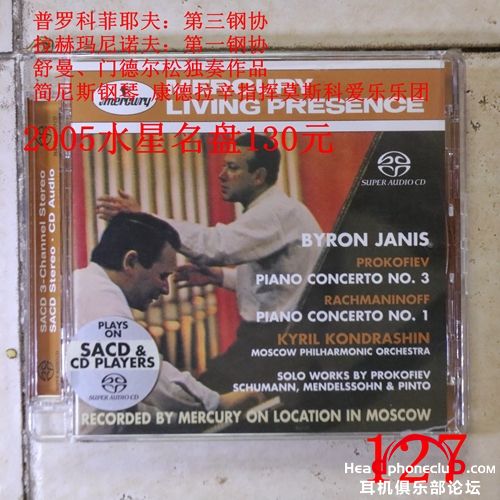 普罗科菲耶夫：第三钢协
拉赫玛尼诺夫：第一钢协
舒曼、门德尔松独奏作品
简尼斯钢琴 康德拉辛指挥莫斯科爱乐乐团
2005水星名盘130元
mercury
LIVING PRESENCE
SUPER AUDIO CD
BYRON JANIS
PROKOFIEV
PIANO CONCERTO NO. 3
RACHMANINOFF
PIANO CONCERTO NO. 1
KYRIL KONDRASHIN
MOSCOW PHILHARMONIC ORCHESTRA
SOLO WORKS BY PROKOFIEV
SCHUMANN, MENDELSSOHN & PINTO
SACD 3-Channel Stereo
SACD Stereo · CD Audio
PLAYS ON
SACD &
CD PLAYERS
SUPER AUDIO CD
RECORDED BY MERCURY ON LOCATION IN MOSCOW
127
Headphoneclub.com
耳机俱乐部论坛